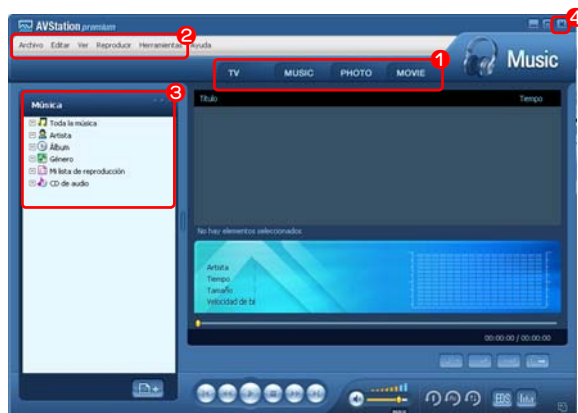 AVStation premium
4
2
Archivo Editar Ver Reproducir Herramientas Ayuda
Music
1
TV MUSIC PHOTO MOVIE
3
Música
Título Tiempo
Toda la música
Artista
Álbum
Género
Mi lista de reproducción
CD de audio
No hay elementos seleccionados
Artista
Tiempo
Tamaño
Velocidad de bi
00:00:00 / 00:00:00
EDS